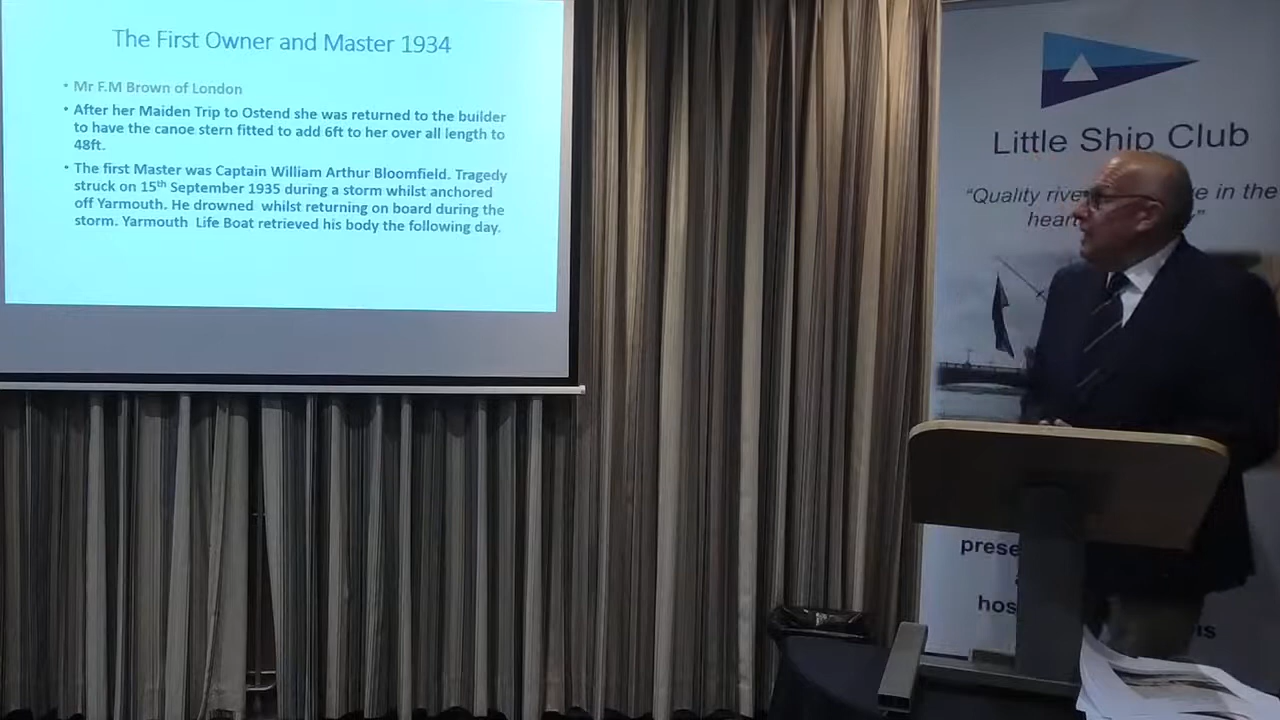 The First Owner and Master 1934
• Mr F.M Brown of London
• After her Maiden Trip to Ostend she was returned to the builder
to have the canoe stern fitted to add 6ft to her over all length to
48ft.
• The first Master was Captain William Arthur Bloomfield. Tragedy
struck on 15th September 1935 during a storm whilst anchored
off Yarmouth. He drowned whilst returning on board during the
storm. Yarmouth Life Boat retrieved his body the following day.
Little Ship Club
“Quality in the